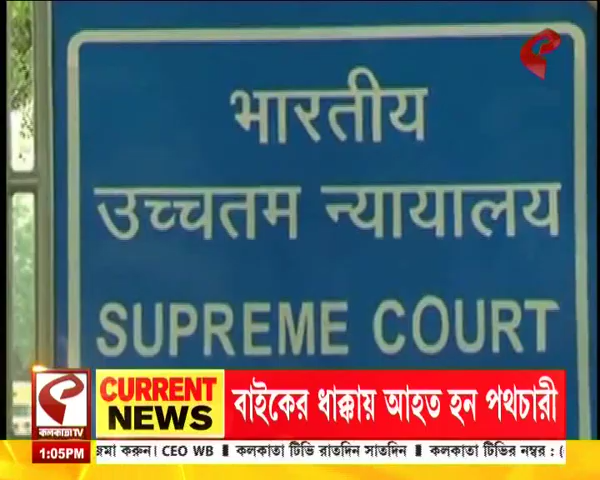 भारतीय
उच्चतम न्यायालय
SUPREME COURT
CURRENT
NEWS
বাইকের ধাক্কায় আহত হন পথচারী
কলকাতা TV
1:05PM
জমা করুন। CEO WB ▮ কলকাতা টিভি রাতদিন সাতদিন ▮ কলকাতা টিভির নম্বর : (